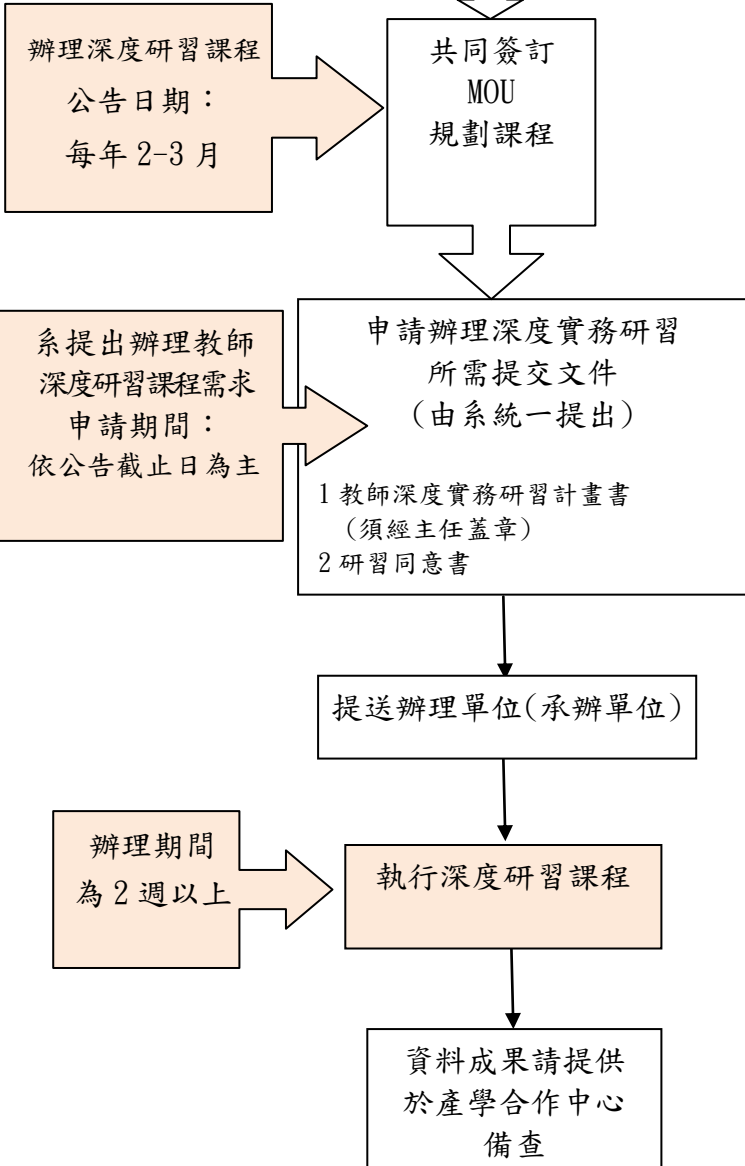 辦理深度研習課程
公告日期：
每年 2-3 月
共同簽訂
MOU
規劃課程
系提出辦理教師
深度研習課程需求
申請期間：
依公告截止日為主
申請辦理深度實務研習
所需提交文件
(由系統一提出)
1 教師深度實務研習計畫書
(須經主任蓋章)
2 研習同意書
提送辦理單位(承辦單位)
辦理期間
為 2 週以上
執行深度研習課程
資料成果請提供
於產學合作中心
備查